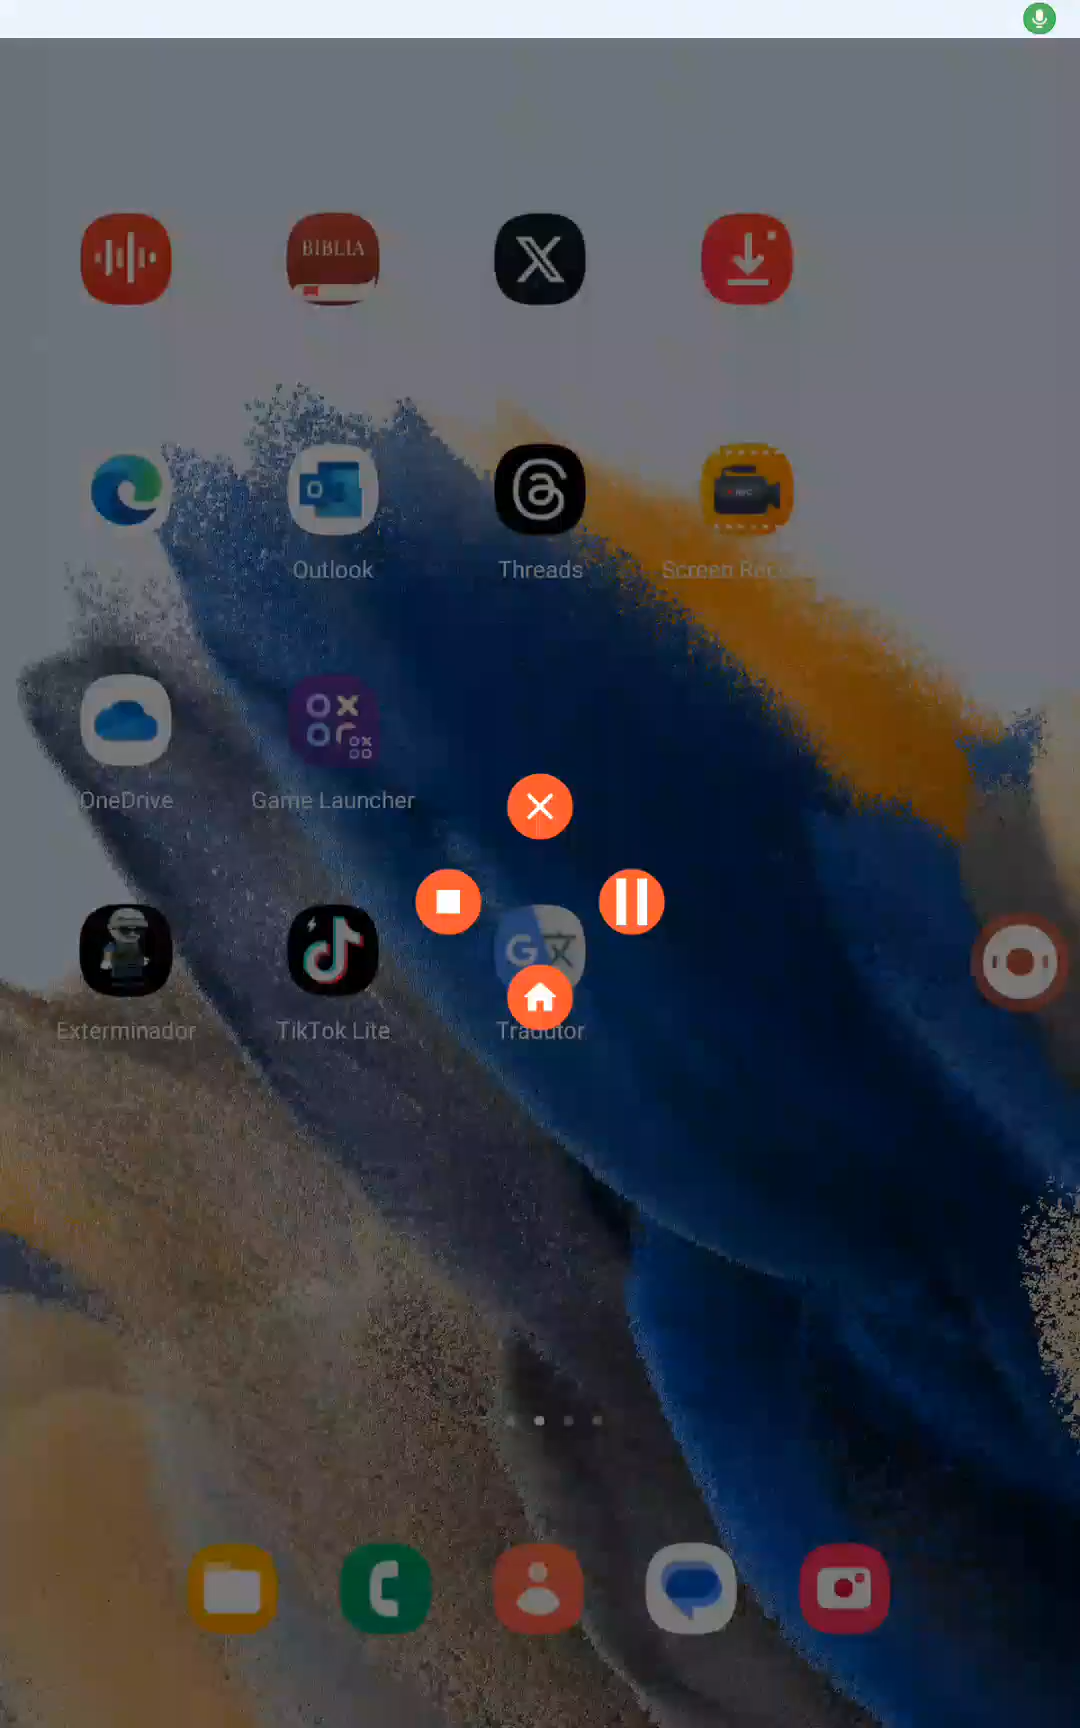 BIBLIA
Outlook
Threads
Screen Rec
OneDrive
Game Launcher
Exterminador
TikTok Lite
Tradutor